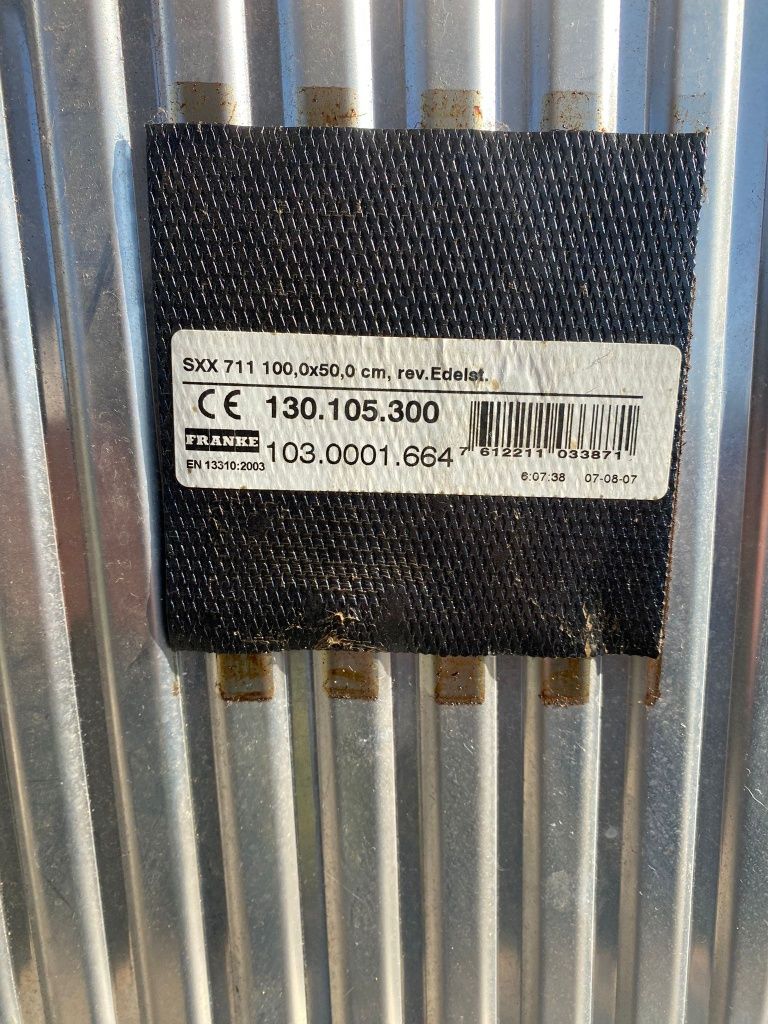 SXX 711 100,0x50,0 cm, rev.Edelst.
CE 130.105.300
FRANKE 103.0001.664
EN 13310:2003
7 612211 033871
6:07:38 07-08-07